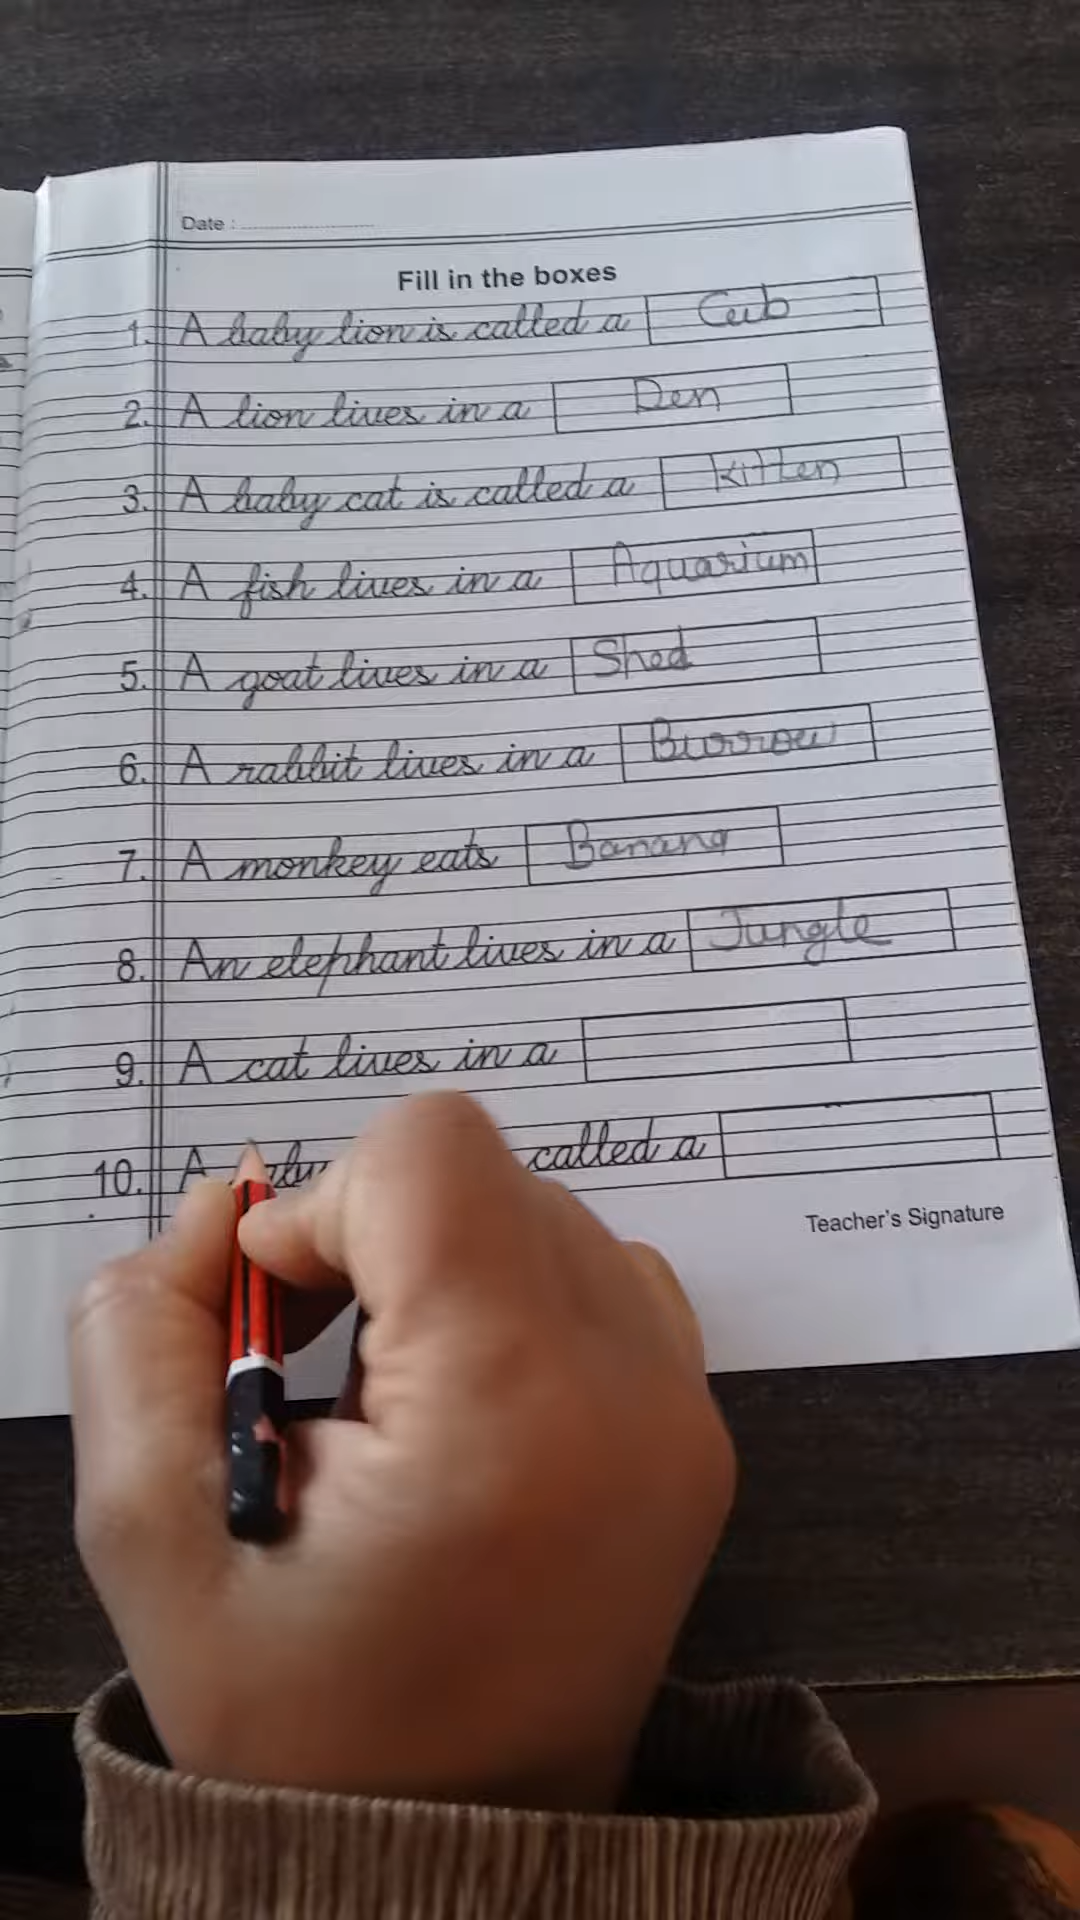 Date :
Fill in the boxes
1. A baby lion is called a Cub
2. A lion lives in a Den
3. A baby cat is called a kitten
4. A fish lives in a Aquarium
5. A goat lives in a Shed
6. A rabbit lives in a Burrow
7. A monkey eats Banana
8. An elephant lives in a Jungle
9. A cat lives in a
10. A called a
Teacher's Signature